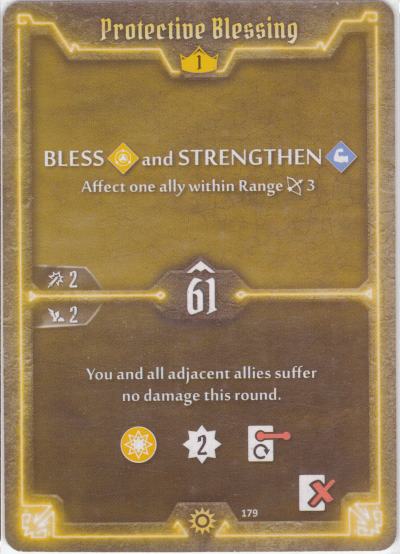 Protective Blessing
1
BLESS and STRENGTHEN
Affect one ally within Range 3
2
61
2
You and all adjacent allies suffer
no damage this round.
2
179